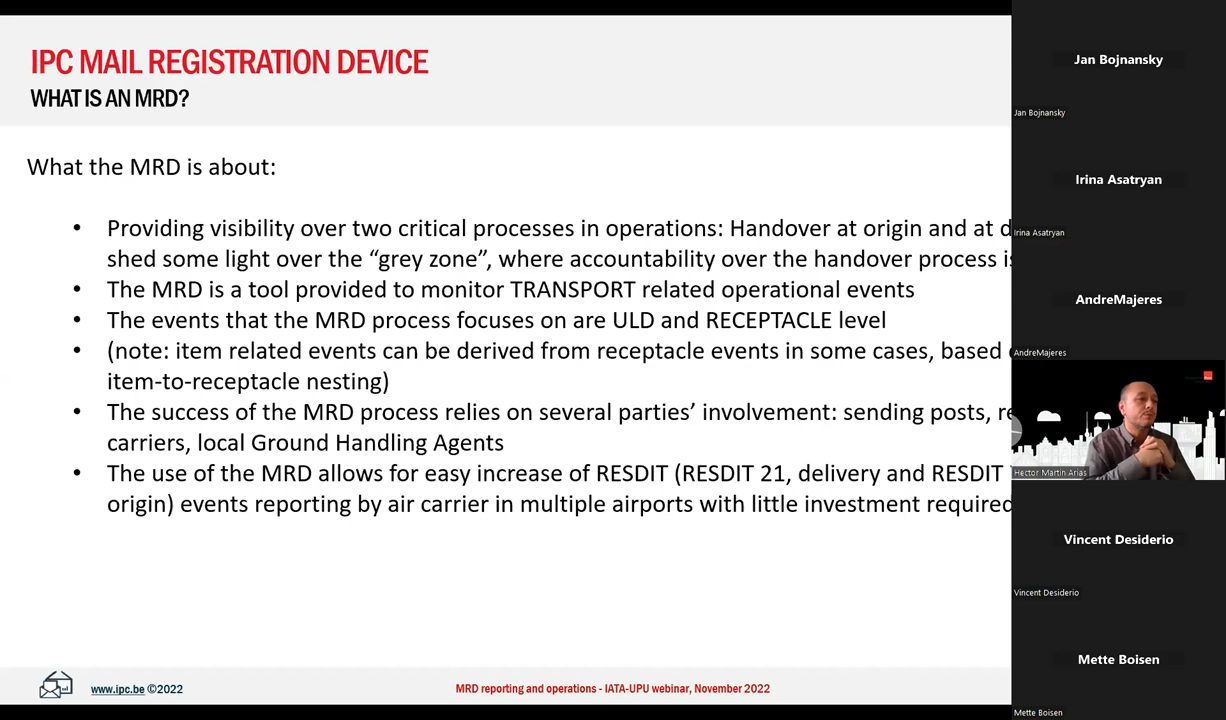 IPC MAIL REGISTRATION DEVICE
WHAT IS AN MRD?
What the MRD is about:
• Providing visibility over two critical processes in operations: Handover at origin and at
shed some light over the “grey zone”, where accountability over the handover process
• The MRD is a tool provided to monitor TRANSPORT related operational events
• The events that the MRD process focuses on are ULD and RECEPTACLE level
• (note: item related events can be derived from receptacle events in some cases, based
item-to-receptacle nesting)
• The success of the MRD process relies on several parties’ involvement: sending posts,
carriers, local Ground Handling Agents
• The use of the MRD allows for easy increase of RESDIT (RESDIT 21, delivery and RESDIT
origin) events reporting by air carrier in multiple airports with little investment required
www.ipc.be ©2022
MRD reporting and operations - IATA-UPU webinar, November 2022
Jan Bojnansky
Jan Bojnansky
Irina Asatryan
Irina Asatryan
AndreMajeres
AndreMajeres
Hector Martin Arias
Vincent Desiderio
Vincent Desiderio
Mette Boisen
Mette Boisen